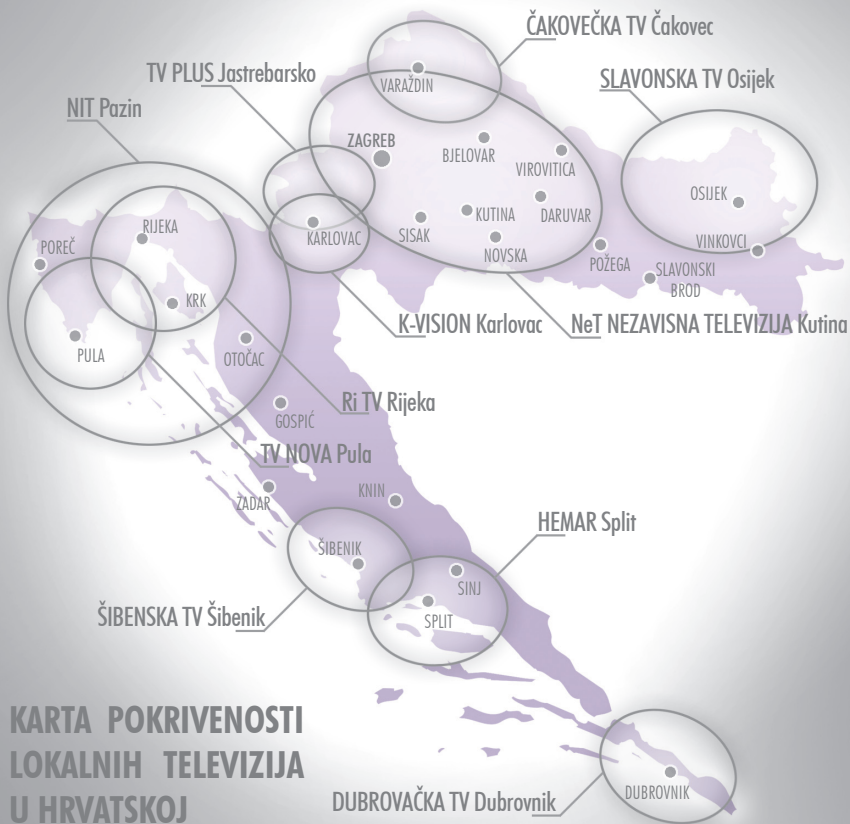 ČAKOVEČKA TV Čakovec
TV PLUS Jastrebarsko
SLAVONSKA TV Osijek
NIT Pazin
VARAŽDIN
ZAGREB
BJELOVAR
VIROVITICA
OSIJEK
KUTINA
DARUVAR
RIJEKA
KARLOVAC
SISAK
POREČ
NOVSKA
VINKOVCI
POŽEGA
SLAVONSKI
BROD
KRK
K-VISION Karlovac
NeT NEZAVISNA TELEVIZIJA Kutina
PULA
OTOČAC
Ri TV Rijeka
GOSPIĆ
TV NOVA Pula
ZADAR
KNIN
HEMAR Split
ŠIBENIK
SINJ
ŠIBENSKA TV Šibenik
SPLIT
KARTA POKRIVENOSTI
LOKALNIH TELEVIZIJA
U HRVATSKOJ
DUBROVNIK
DUBROVAČKA TV Dubrovnik